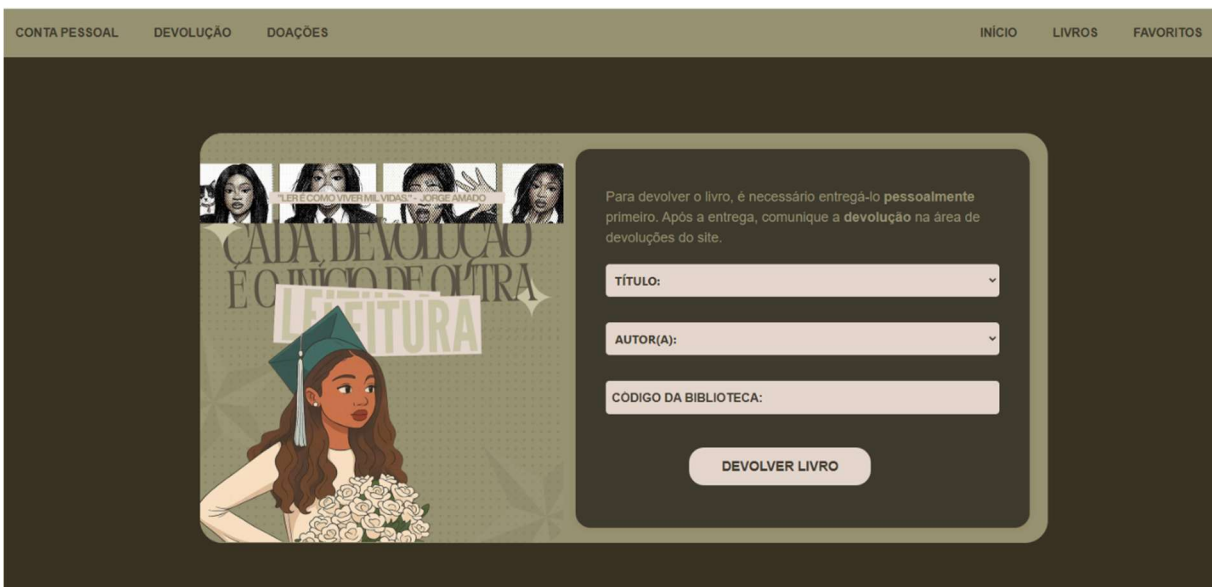 CONTA PESSOAL DEVOLUÇÃO DOAÇÕES INÍCIO LIVROS FAVORITOS
"LER É COMO VIVER MIL VIDAS." - JORGE AMADO
CADA DEVOLUÇÃO
É O INÍCIO DE OUTRA
LEITURA
Para devolver o livro, é necessário entregá-lo pessoalmente
primeiro. Após a entrega, comunique a devolução na área de
devoluções do site.
TÍTULO:
AUTOR(A):
CÓDIGO DA BIBLIOTECA:
DEVOLVER LIVRO